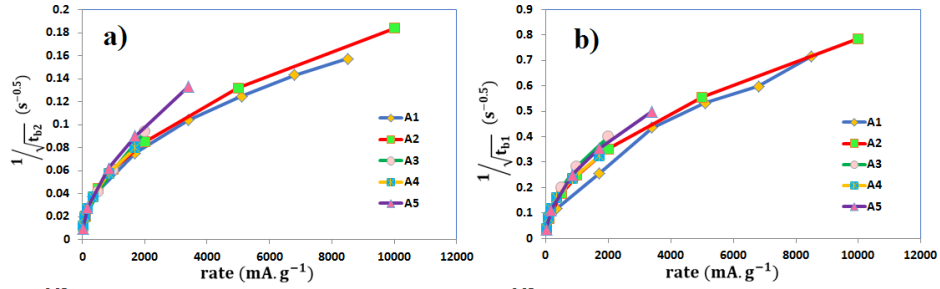 a)
0.2
0.18
0.16
0.14
0.12
0.1
0.08
0.06
0.04
0.02
0
1/√t_b2 (s^−0.5)
A1
A2
A3
A4
A5
0 2000 4000 6000 8000 10000 12000
rate (mA. g^−1)
b)
0.9
0.8
0.7
0.6
0.5
0.4
0.3
0.2
0.1
0
1/√t_b1 (s^−0.5)
A1
A2
A3
A4
A5
0 2000 4000 6000 8000 10000 12000
rate (mA. g^−1)